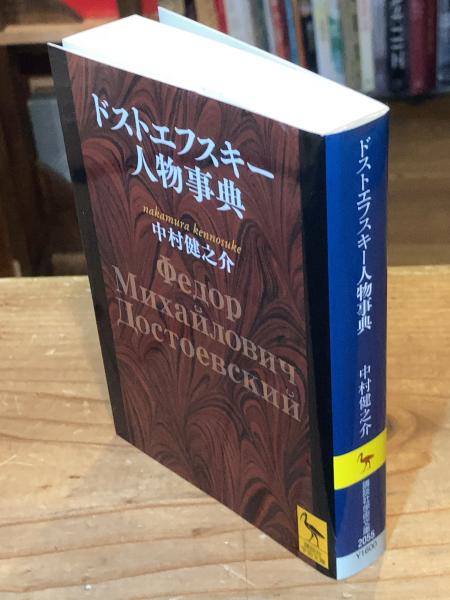 ドストエフスキー
人物事典
nakamura kennosuke
中村健之介
Федор
Михайлович
Достоевский
ドストエフスキー人物事典
中村健之介
講談社学術文庫
2055
¥1600